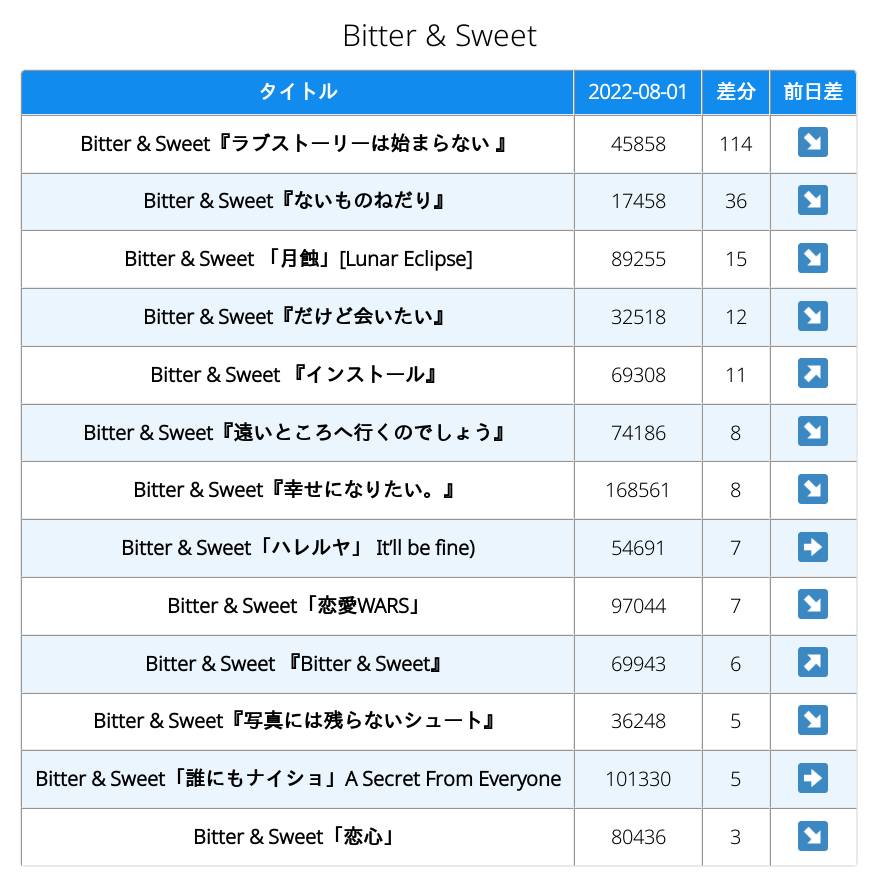 Bitter & Sweet
タイトル 2022-08-01 差分 前日差
Bitter & Sweet『ラブストーリーは始まらない 』 45858 114 ↘
Bitter & Sweet『ないものねだり』 17458 36 ↘
Bitter & Sweet 「月蝕」[Lunar Eclipse] 89255 15 ↘
Bitter & Sweet『だけど会いたい』 32518 12 ↘
Bitter & Sweet 『インストール』 69308 11 ↗
Bitter & Sweet『遠いところへ行くのでしょう』 74186 8 ↘
Bitter & Sweet『幸せになりたい。』 168561 8 ↘
Bitter & Sweet「ハレルヤ」 It'll be fine) 54691 7 ➡
Bitter & Sweet「恋愛WARS」 97044 7 ↘
Bitter & Sweet 『Bitter & Sweet』 69943 6 ↗
Bitter & Sweet『写真には残らないシュート』 36248 5 ↘
Bitter & Sweet「誰にもナイショ」A Secret From Everyone 101330 5 ➡
Bitter & Sweet「恋心」 80436 3 ↘